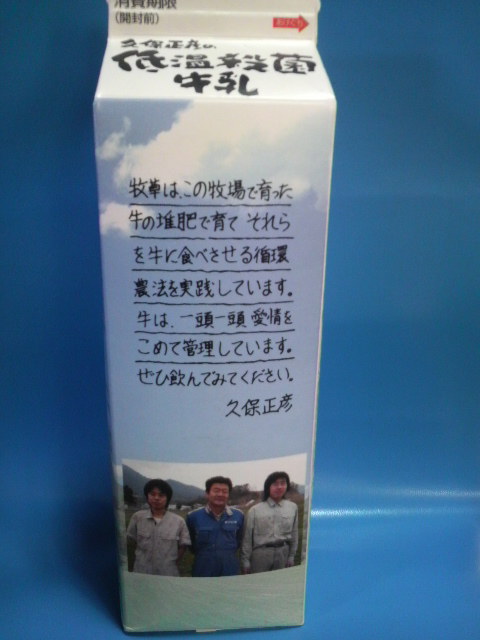 消費期限
(開封前)
あけぐち
久保正彦の
低温殺菌
牛乳
牧草は、この牧場で育った
牛の堆肥で育て それら
を牛に食べさせる循環
農法を実践しています。
牛は、一頭一頭 愛情を
こめて管理しています。
ぜひ飲んでみてください。
久保正彦